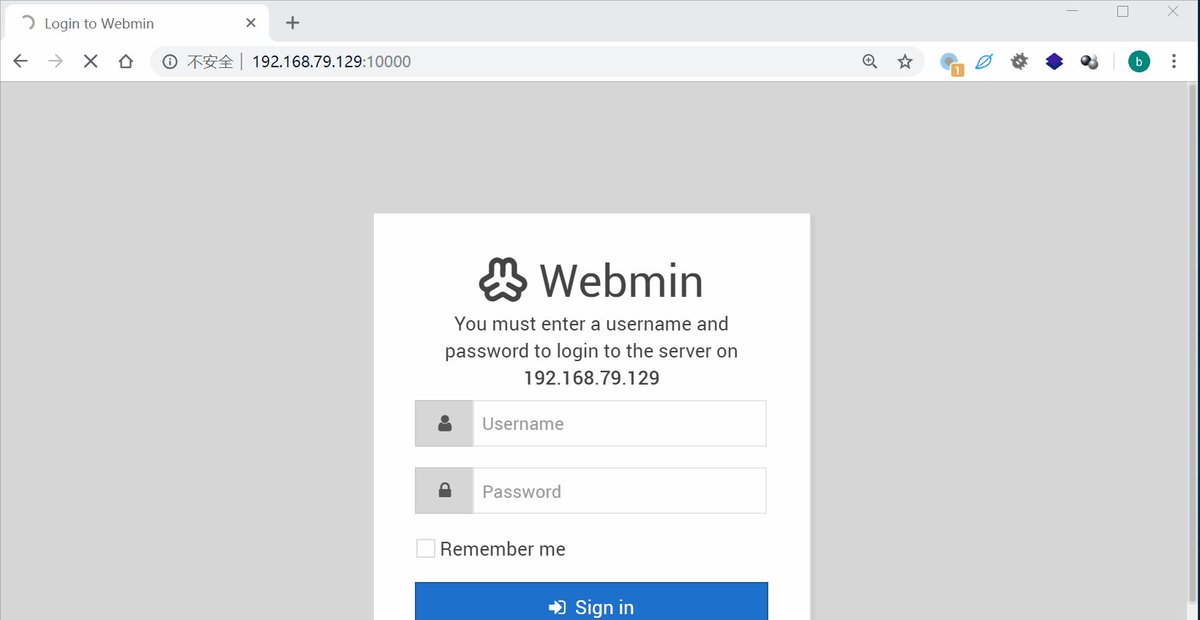 Login to Webmin
不安全 | 192.168.79.129:10000
1
b
Webmin
You must enter a username and
password to login to the server on
192.168.79.129
Username
Password
Remember me
Sign in